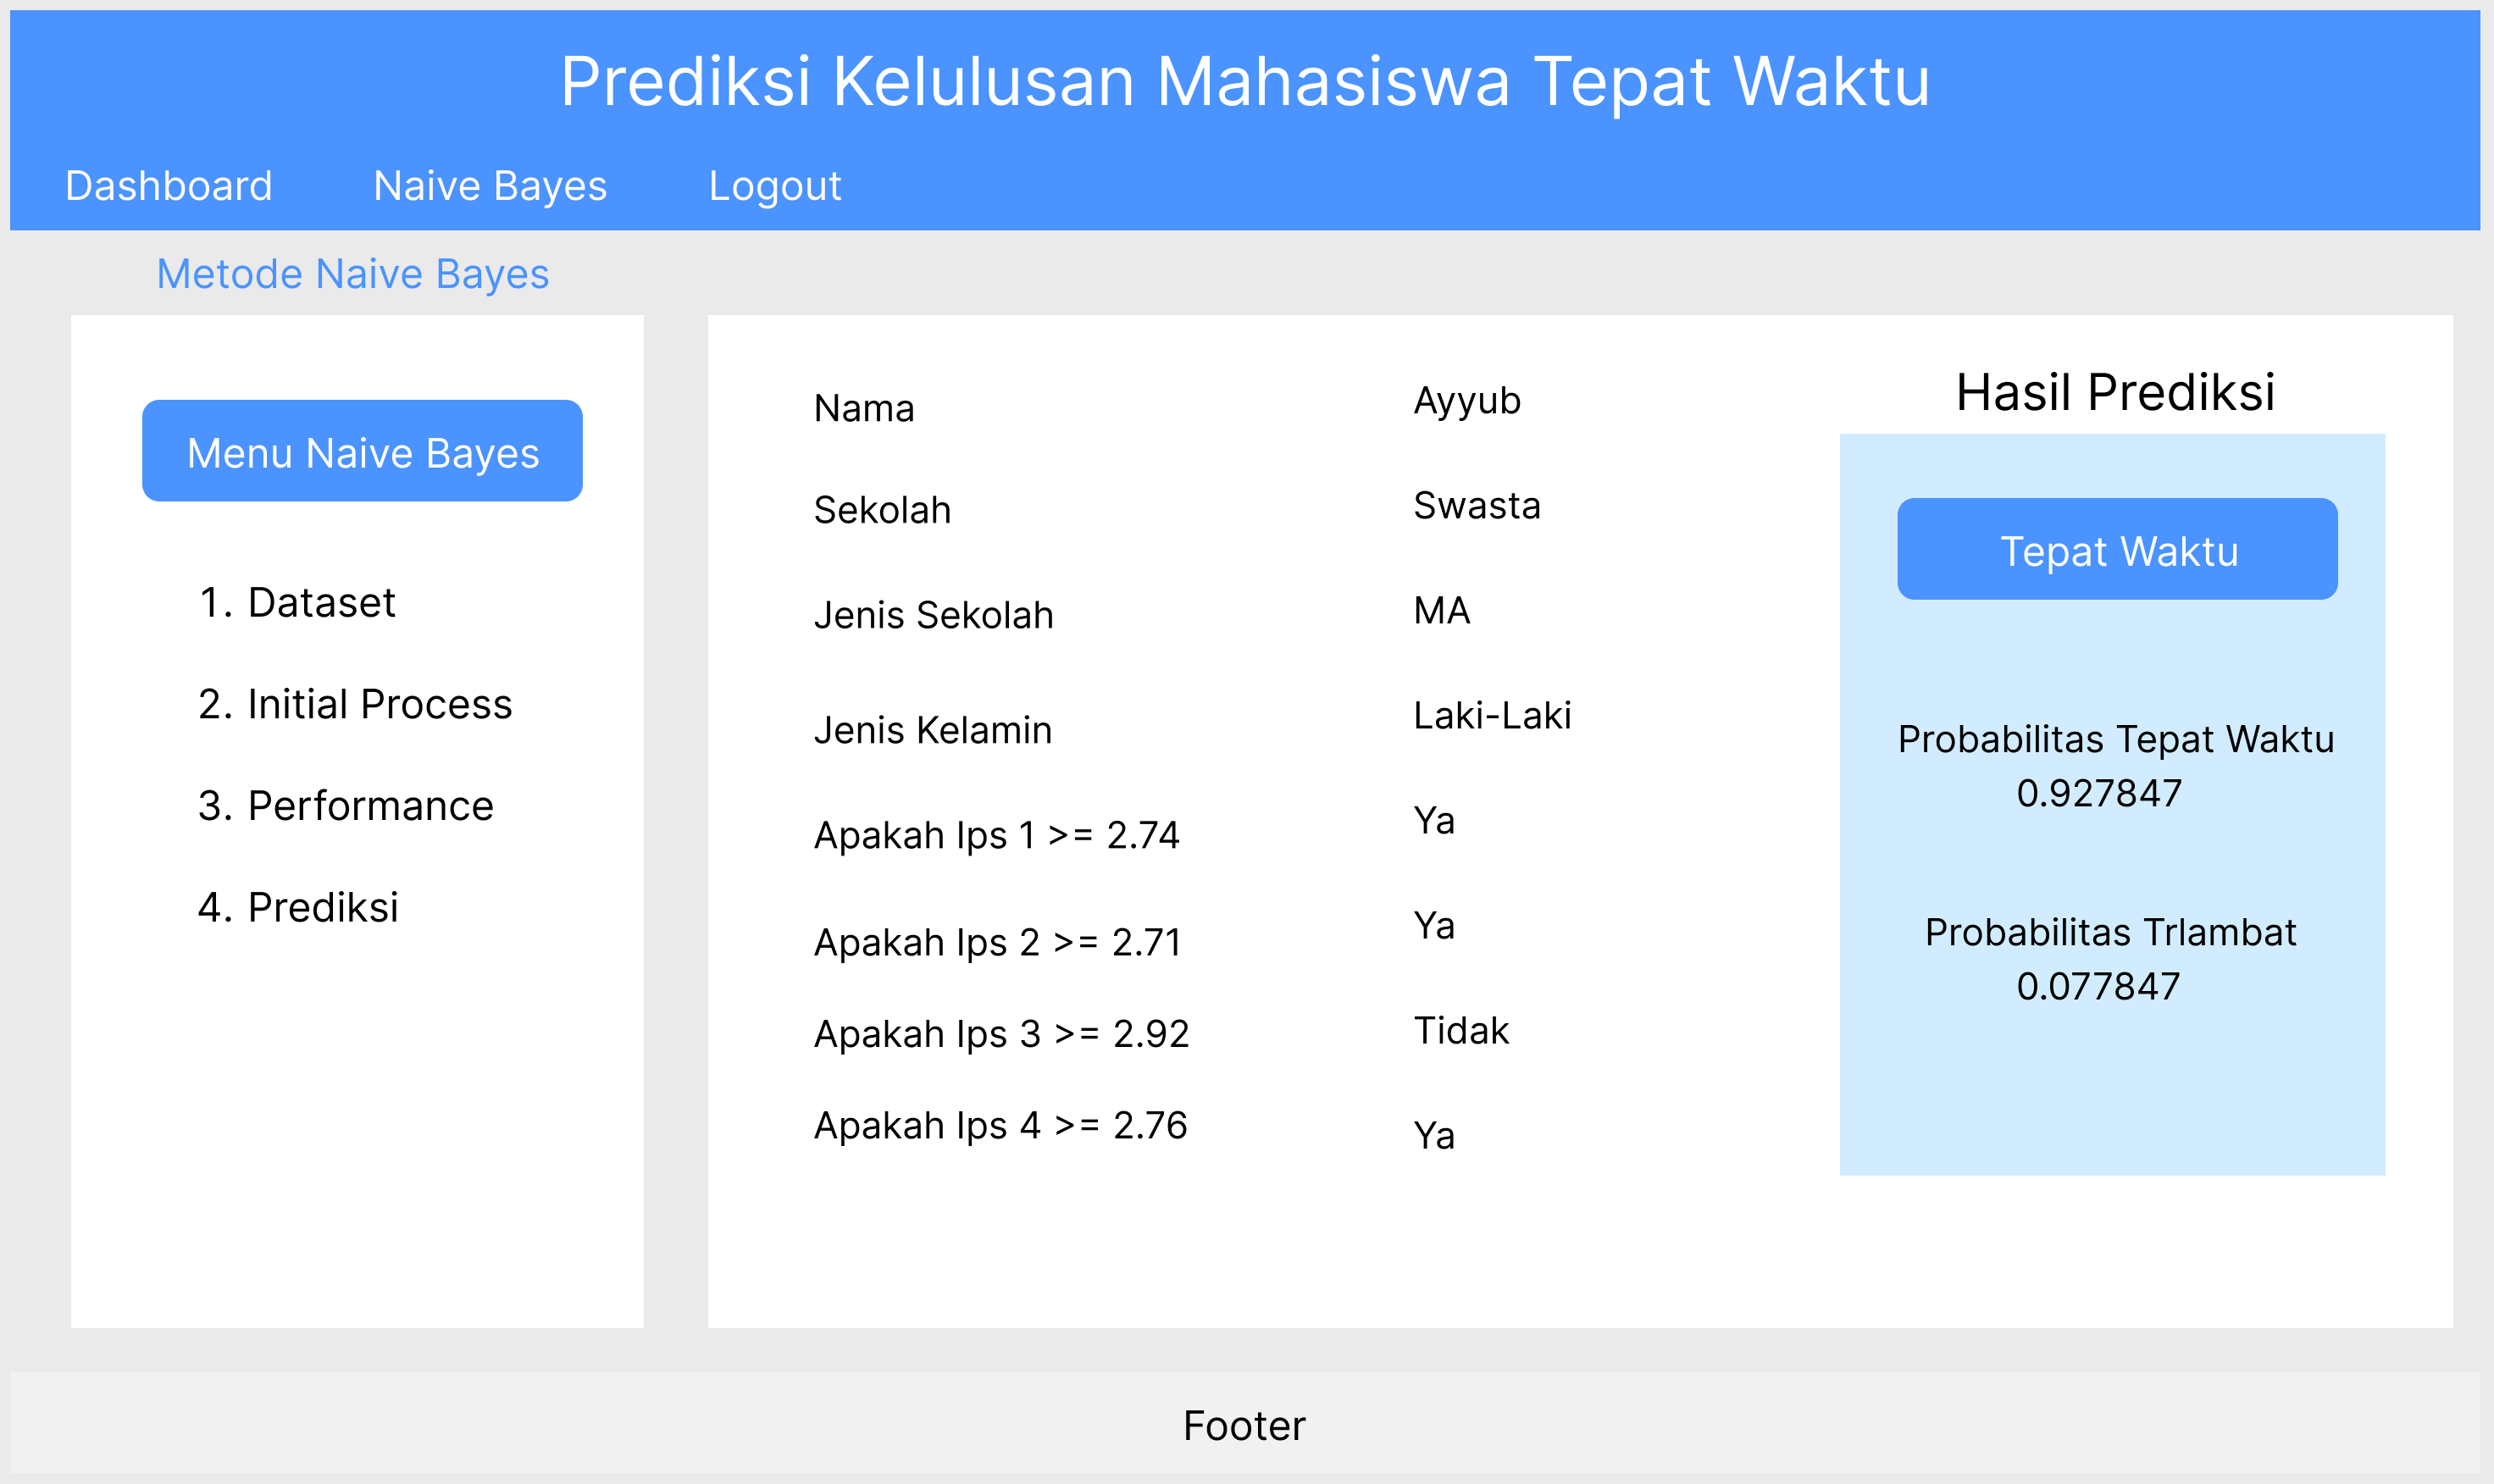 Prediksi Kelulusan Mahasiswa Tepat Waktu
Dashboard Naive Bayes Logout
Metode Naive Bayes
Menu Naive Bayes
1. Dataset
2. Initial Process
3. Performance
4. Prediksi
Nama Ayyub
Sekolah Swasta
Jenis Sekolah MA
Jenis Kelamin Laki-Laki
Apakah Ips 1 >= 2.74 Ya
Apakah Ips 2 >= 2.71 Ya
Apakah Ips 3 >= 2.92 Tidak
Apakah Ips 4 >= 2.76 Ya
Hasil Prediksi
Tepat Waktu
Probabilitas Tepat Waktu
0.927847
Probabilitas Trlambat
0.077847
Footer